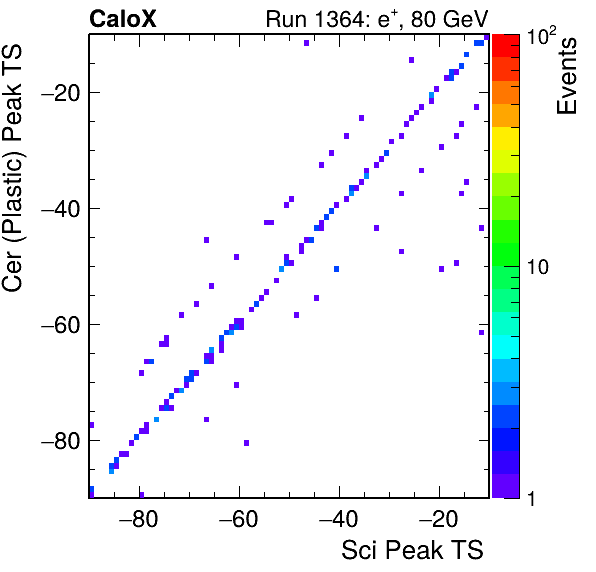 CaloX Run 1364: e⁺, 80 GeV
Cer (Plastic) Peak TS
−20
−40
−60
−80
−80 −60 −40 −20
Sci Peak TS
10²
10
1
Events